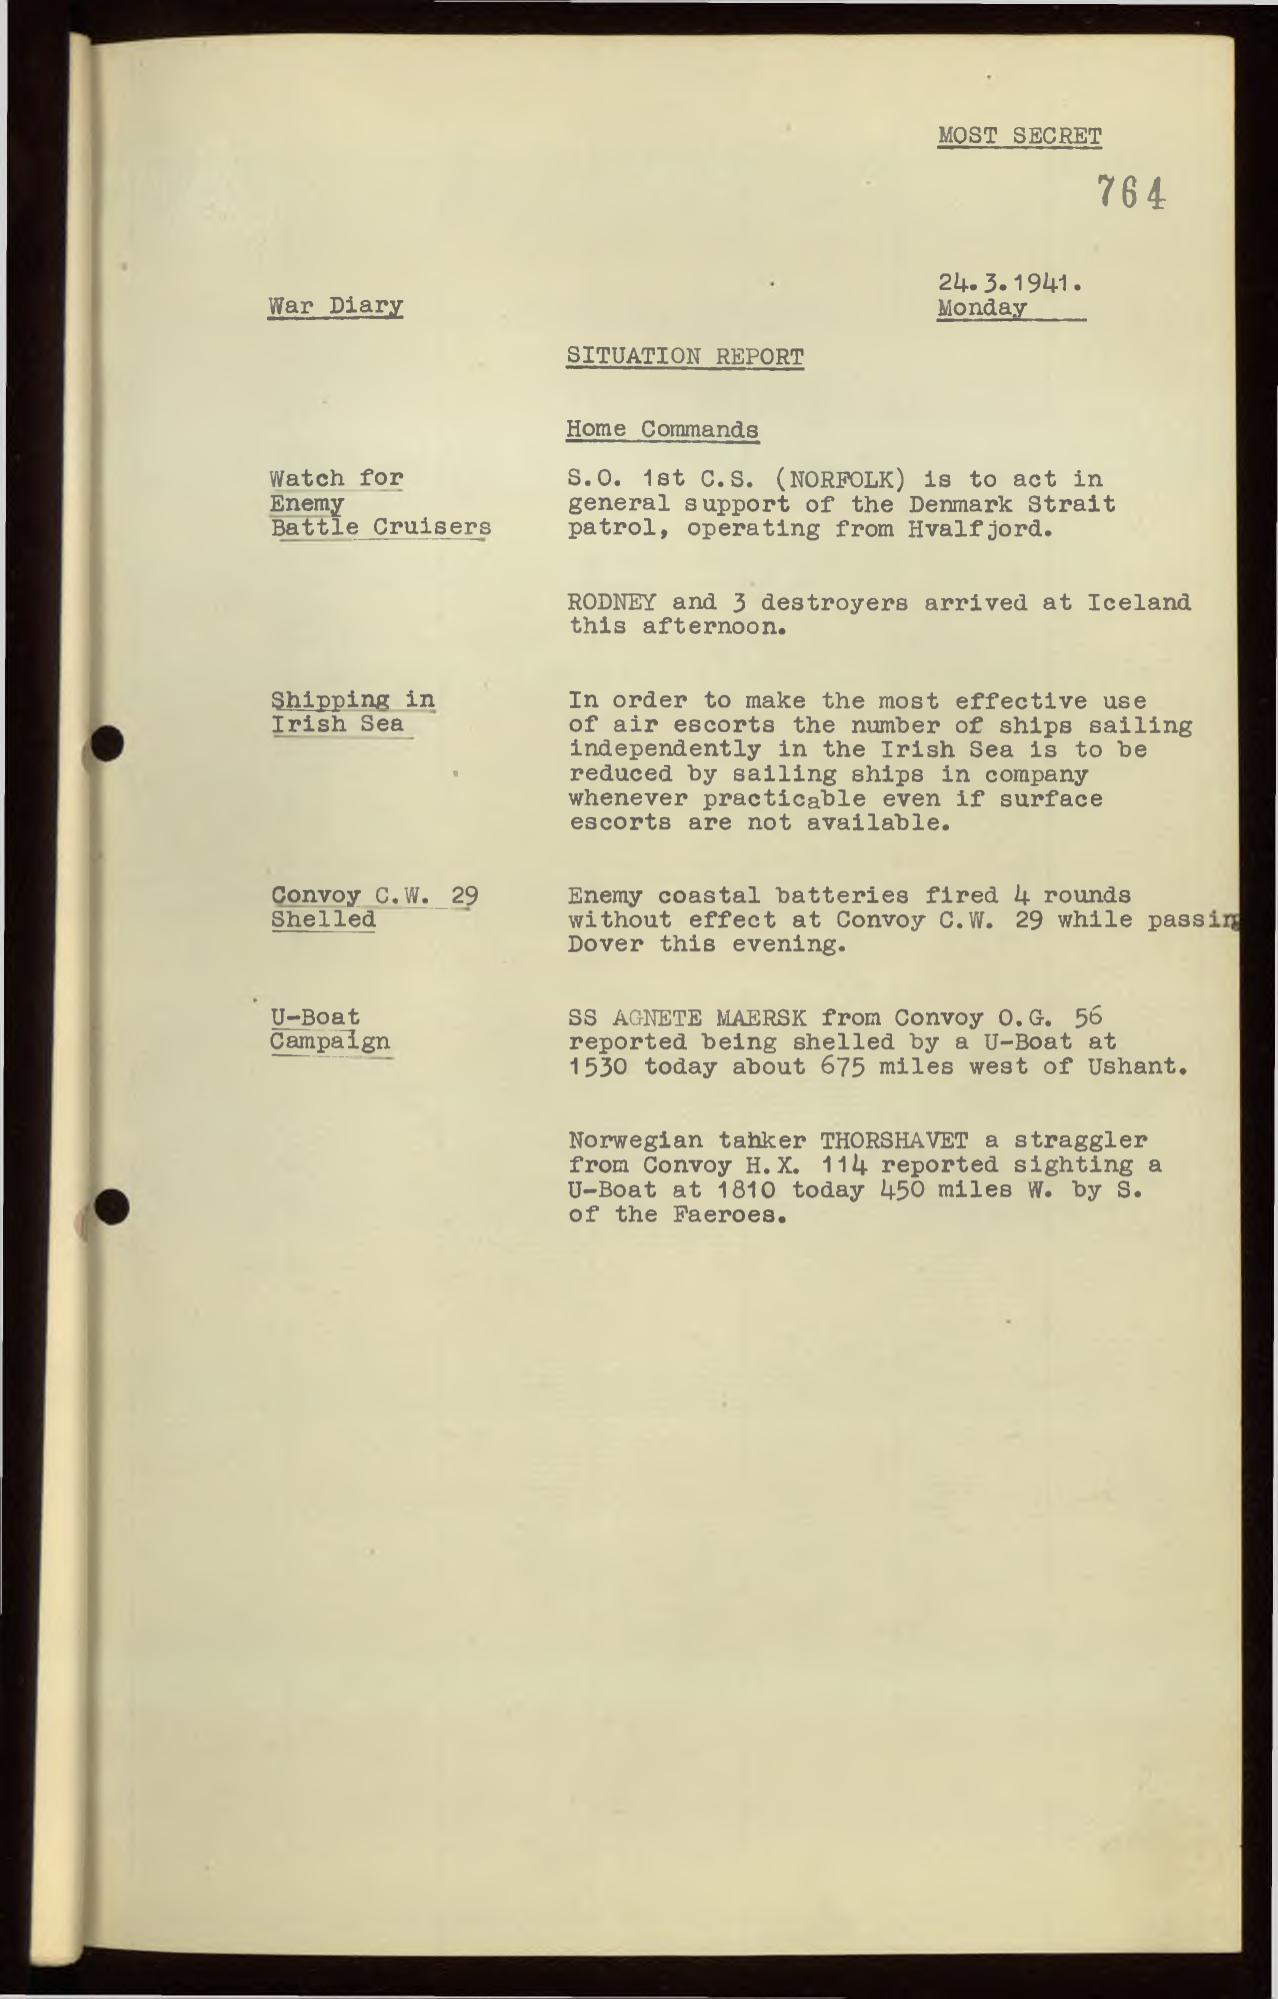 MOST SECRET
764
24.3.1941.
War Diary
Monday
SITUATION REPORT
Home Commands
Watch for
Enemy
Battle Cruisers
S.O. 1st C.S. (NORFOLK) is to act in
general support of the Denmark Strait
patrol, operating from Hvalfjord.
RODNEY and 3 destroyers arrived at Iceland
this afternoon.
Shipping in
Irish Sea
In order to make the most effective use
of air escorts the number of ships sailing
independently in the Irish Sea is to be
reduced by sailing ships in company
whenever practicable even if surface
escorts are not available.
Convoy C.W. 29
Shelled
Enemy coastal batteries fired 4 rounds
without effect at Convoy C.W. 29 while passing
Dover this evening.
U-Boat
Campaign
SS AGNETE MAERSK from Convoy O.G. 56
reported being shelled by a U-Boat at
1530 today about 675 miles west of Ushant.
Norwegian tahker THORSHAVET a straggler
from Convoy H.X. 114 reported sighting a
U-Boat at 1810 today 450 miles W. by S.
of the Faeroes.